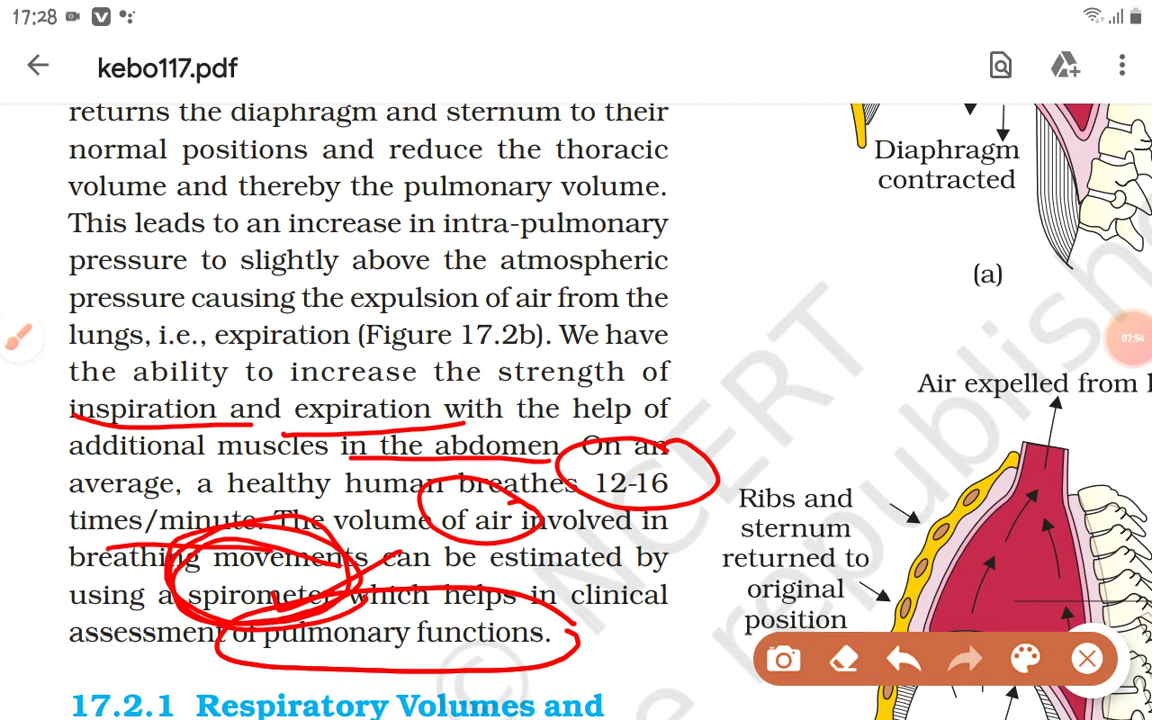 17:28
kebo117.pdf
returns the diaphragm and sternum to their
normal positions and reduce the thoracic
volume and thereby the pulmonary volume.
This leads to an increase in intra-pulmonary
pressure to slightly above the atmospheric
pressure causing the expulsion of air from the
lungs, i.e., expiration (Figure 17.2b). We have
the ability to increase the strength of
inspiration and expiration with the help of
additional muscles in the abdomen. On an
average, a healthy human breathes 12-16
times/minute. The volume of air involved in
breathing movements can be estimated by
using a spirometer which helps in clinical
assessment of pulmonary functions.
17.2.1 Respiratory Volumes and
Diaphragm
contracted
(a)
07:54
Air expelled from
Ribs and
sternum
returned to
original
position
© NCERT
republish